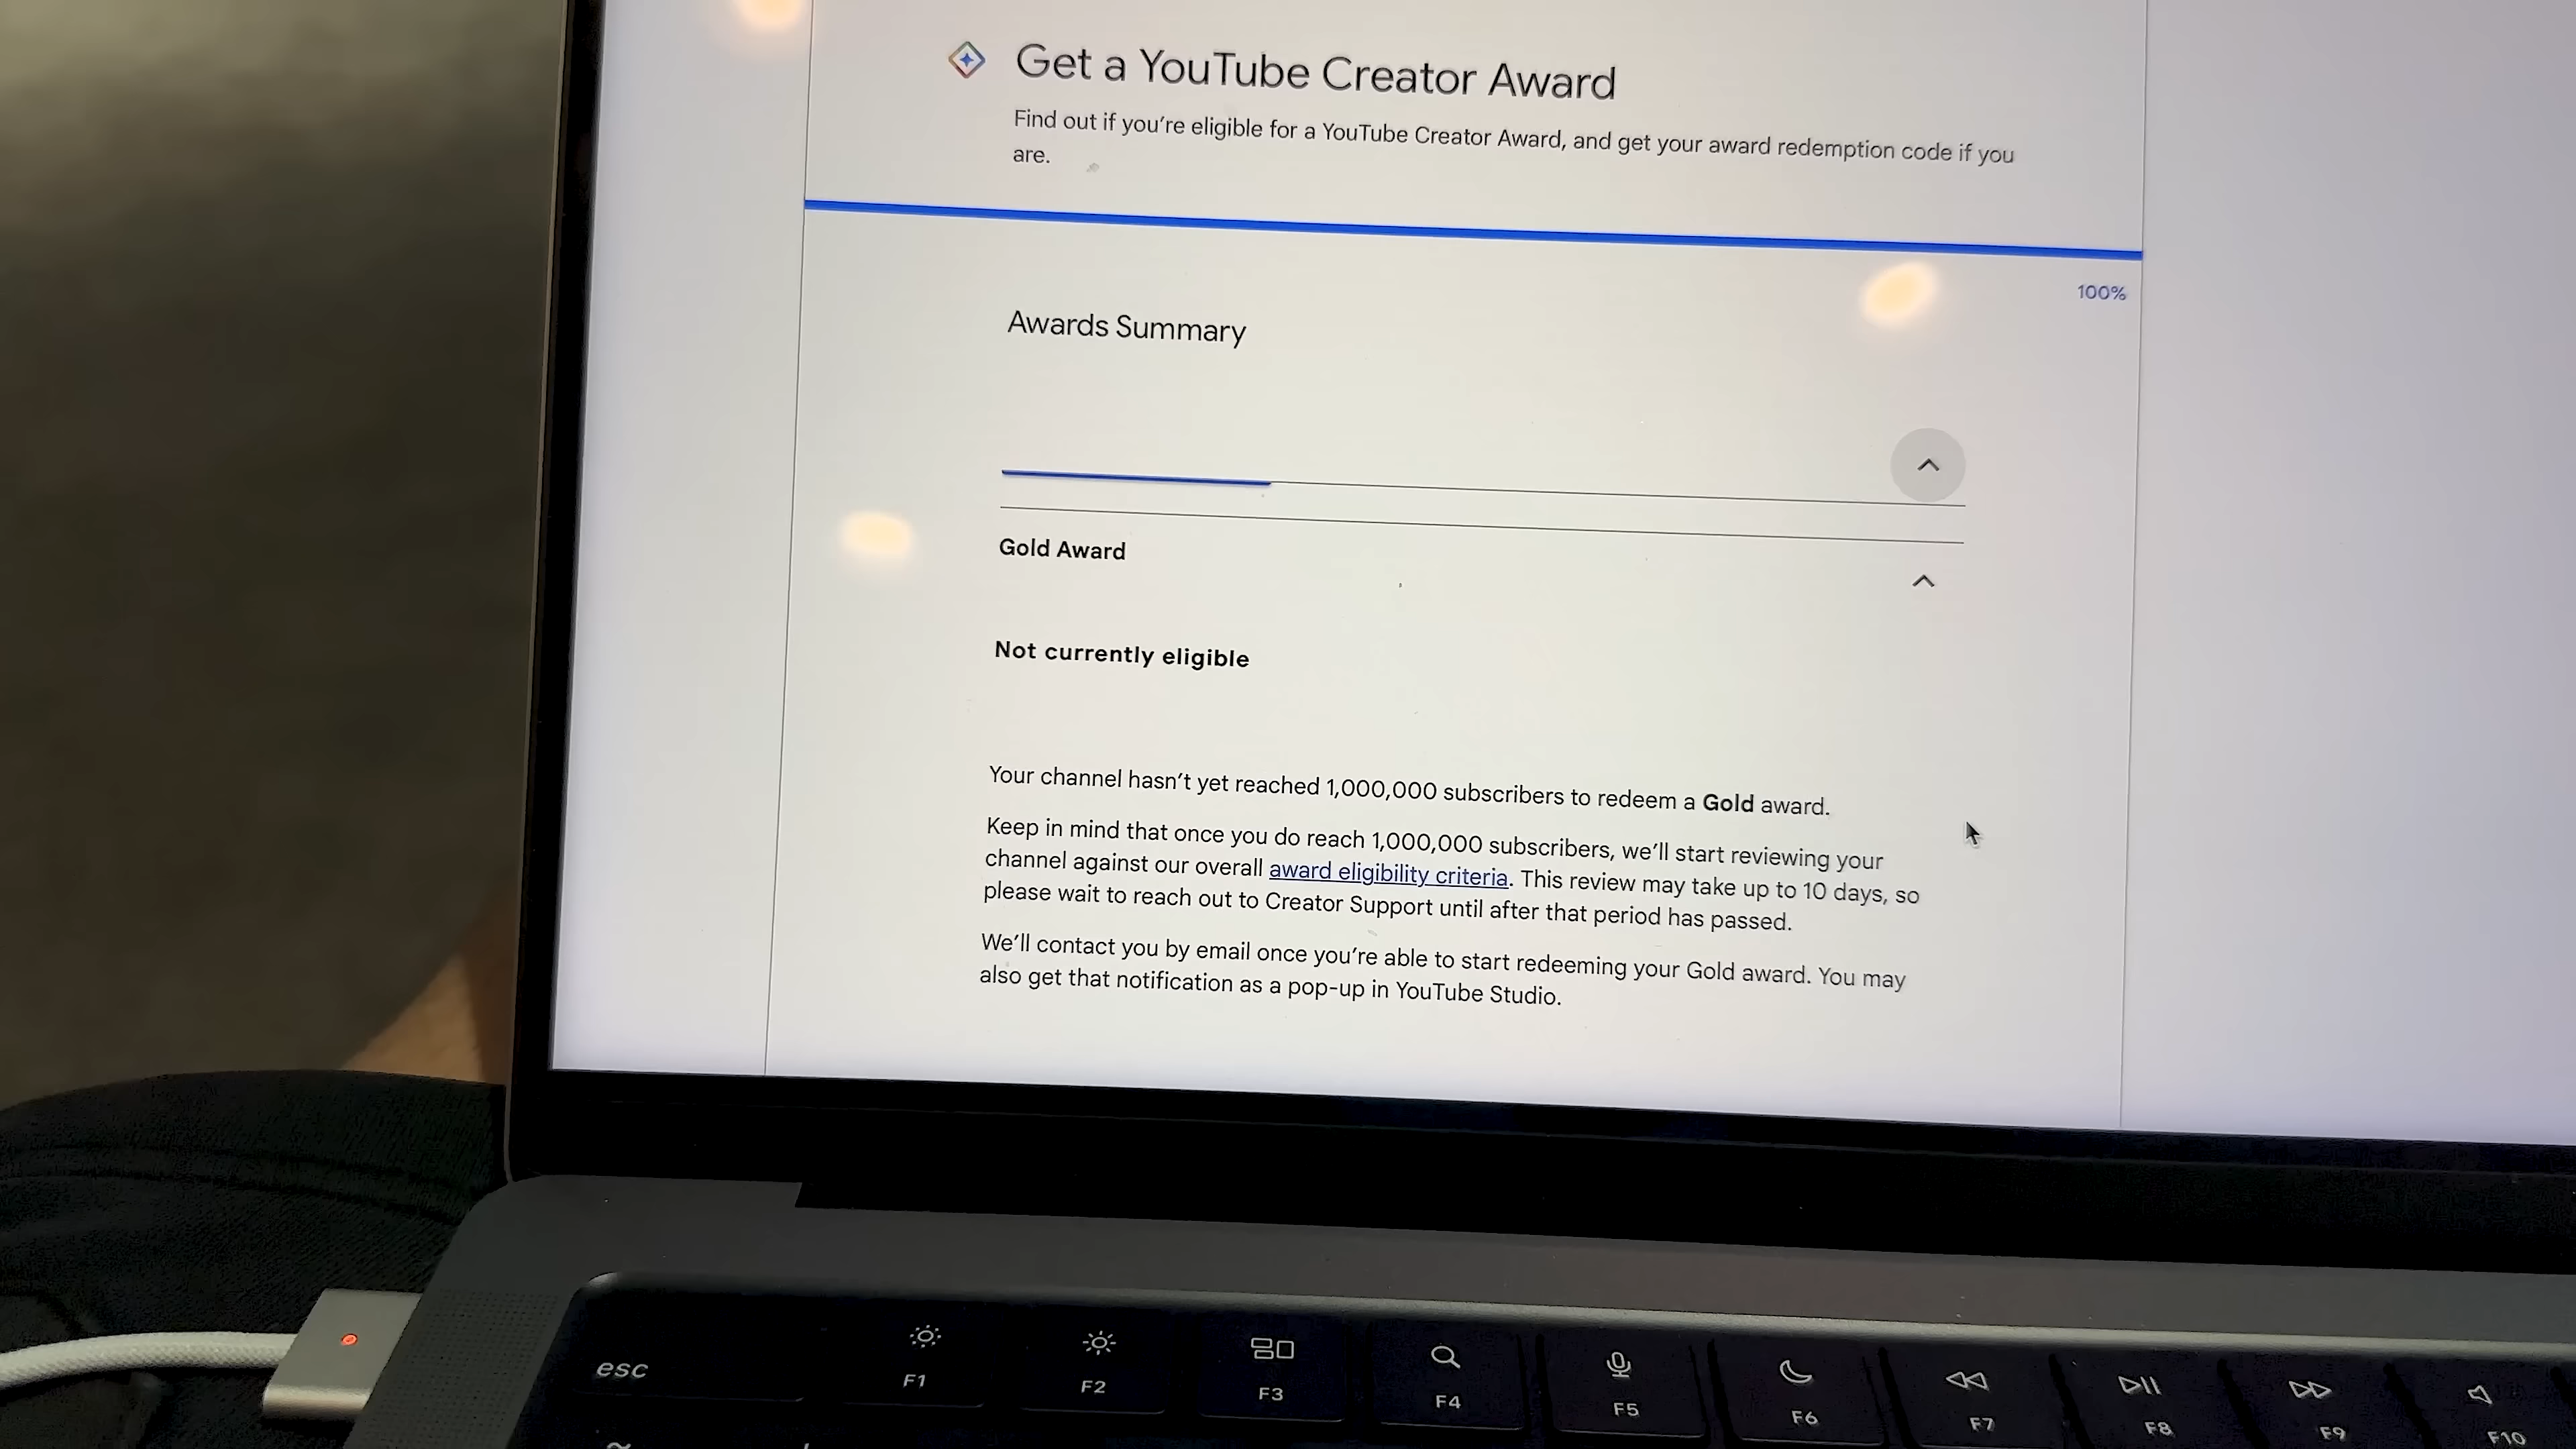 Get a YouTube Creator Award
Find out if you're eligible for a YouTube Creator Award, and get your award redemption code if you
are.
100%
Awards Summary
Gold Award
Not currently eligible
Your channel hasn't yet reached 1,000,000 subscribers to redeem a Gold award.
Keep in mind that once you do reach 1,000,000 subscribers, we'll start reviewing your
channel against our overall award eligibility criteria. This review may take up to 10 days, so
please wait to reach out to Creator Support until after that period has passed.
We'll contact you by email once you're able to start redeeming your Gold award. You may
also get that notification as a pop-up in YouTube Studio.
esc F1 F2 F3 F4 F5 F6 F7 F8 F9 F10
~